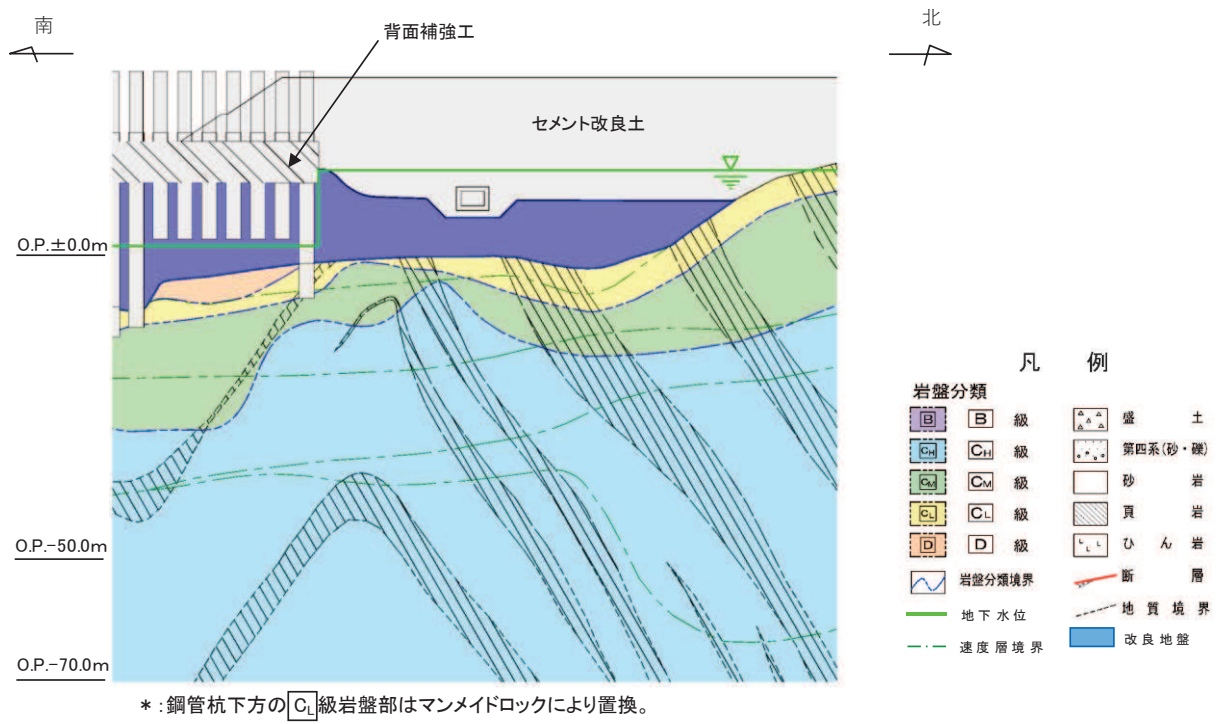 南
北
背面補強工
セメント改良土
O.P.±0.0m
O.P.-50.0m
O.P.-70.0m
*:鋼管杭下方のCL級岩盤部はマンメイドロックにより置換。
凡 例
岩盤分類
B B 級
CH CH 級
CM CM 級
CL CL 級
D D 級
岩盤分類境界
地下水位
速度層境界
盛 土
第四系(砂・礫)
砂 岩
頁 岩
ひ ん 岩
断 層
地質境界
改良地盤